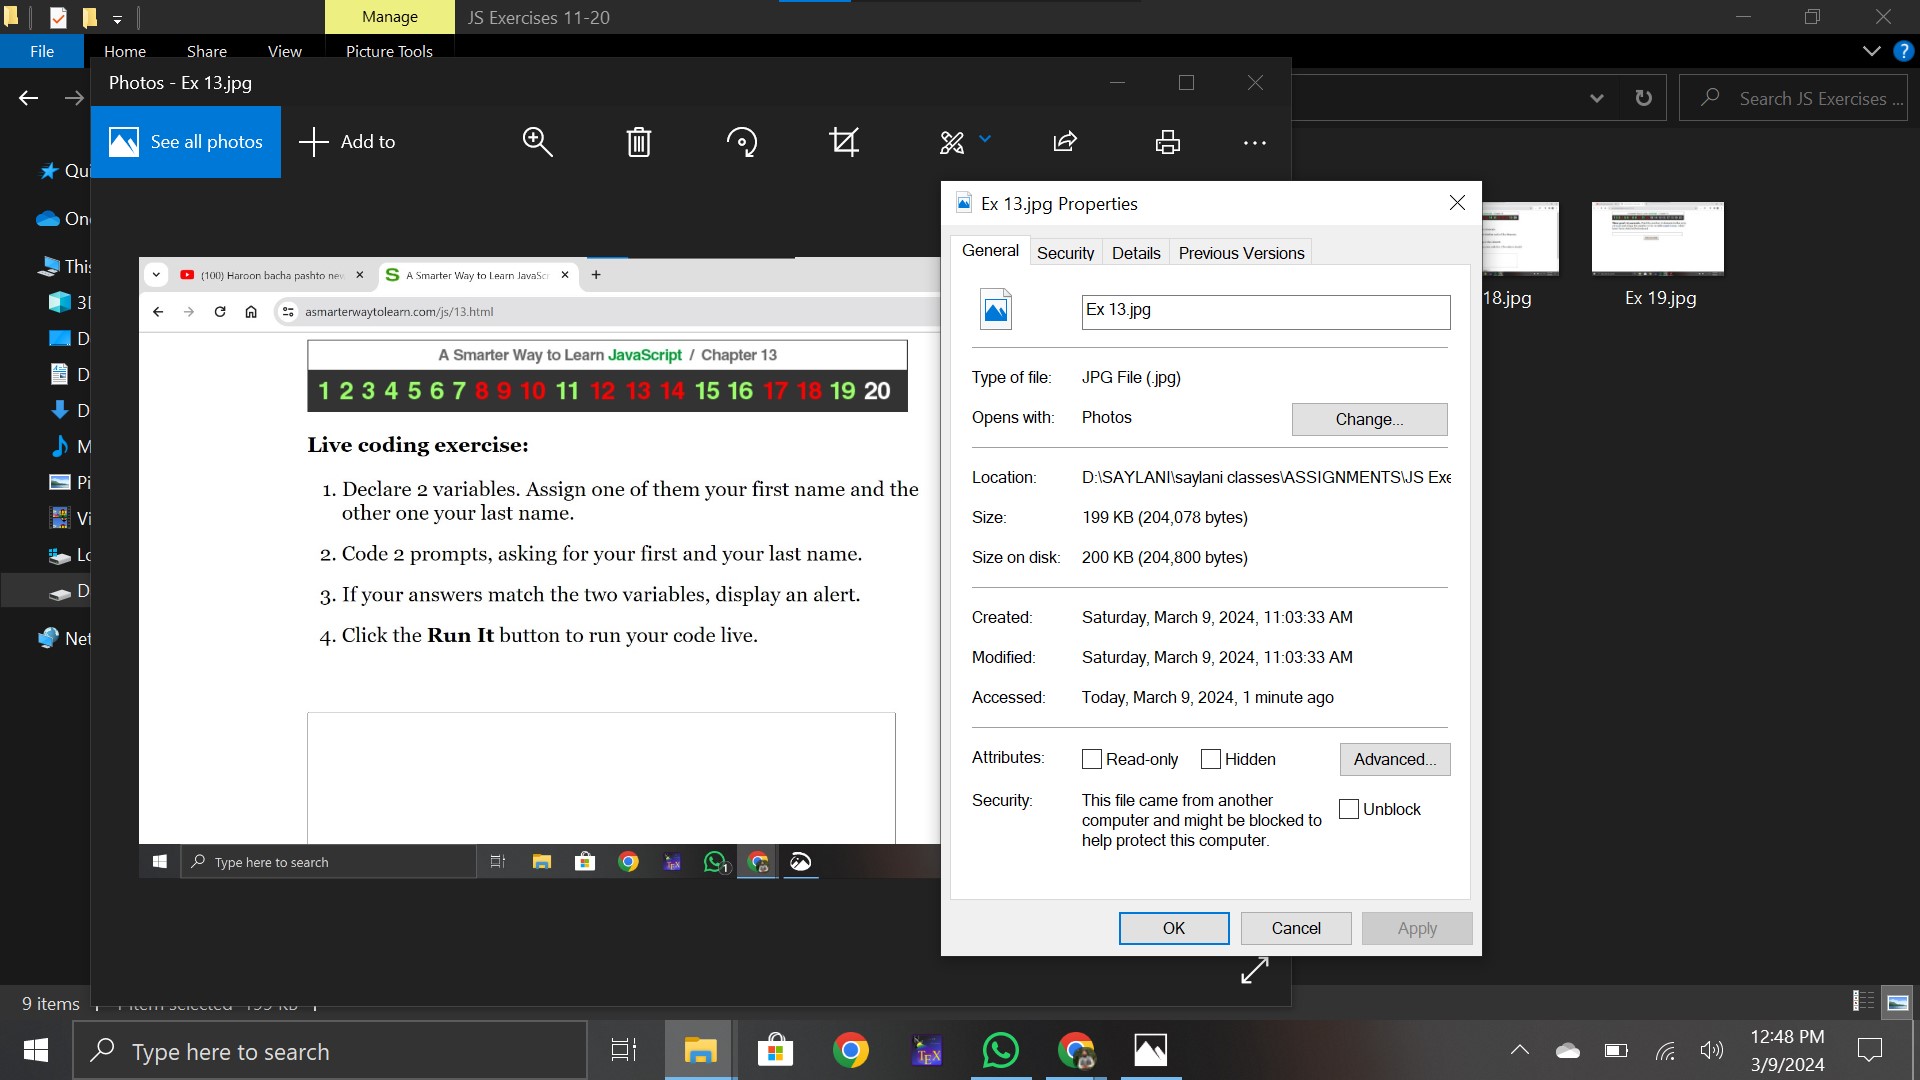 Manage
JS Exercises 11-20
File
Home
Share
View
Picture Tools
Photos - Ex 13.jpg
Search JS Exercises ...
See all photos
Add to
Qui
One
This
3D
D
D
D
M
Pi
Vi
Lo
D
Net
(100) Haroon bacha pashto new
A Smarter Way to Learn JavaSc
asmarterwaytolearn.com/js/13.html
A Smarter Way to Learn JavaScript / Chapter 13
1 2 3 4 5 6 7 8 9 10 11 12 13 14 15 16 17 18 19 20
Live coding exercise:
1. Declare 2 variables. Assign one of them your first name and the
other one your last name.
2. Code 2 prompts, asking for your first and your last name.
3. If your answers match the two variables, display an alert.
4. Click the Run It button to run your code live.
Type here to search
1
Ex 13.jpg Properties
General
Security
Details
Previous Versions
Ex 13.jpg
Type of file: JPG File (.jpg)
Opens with: Photos
Change...
Location: D:\SAYLANI\saylani classes\ASSIGNMENTS\JS Exe
Size: 199 KB (204,078 bytes)
Size on disk: 200 KB (204,800 bytes)
Created: Saturday, March 9, 2024, 11:03:33 AM
Modified: Saturday, March 9, 2024, 11:03:33 AM
Accessed: Today, March 9, 2024, 1 minute ago
Attributes: Read-only Hidden Advanced...
Security: This file came from another
computer and might be blocked to
help protect this computer.
Unblock
OK
Cancel
Apply
18.jpg
Ex 19.jpg
9 items
Type here to search
TEX
12:48 PM
3/9/2024